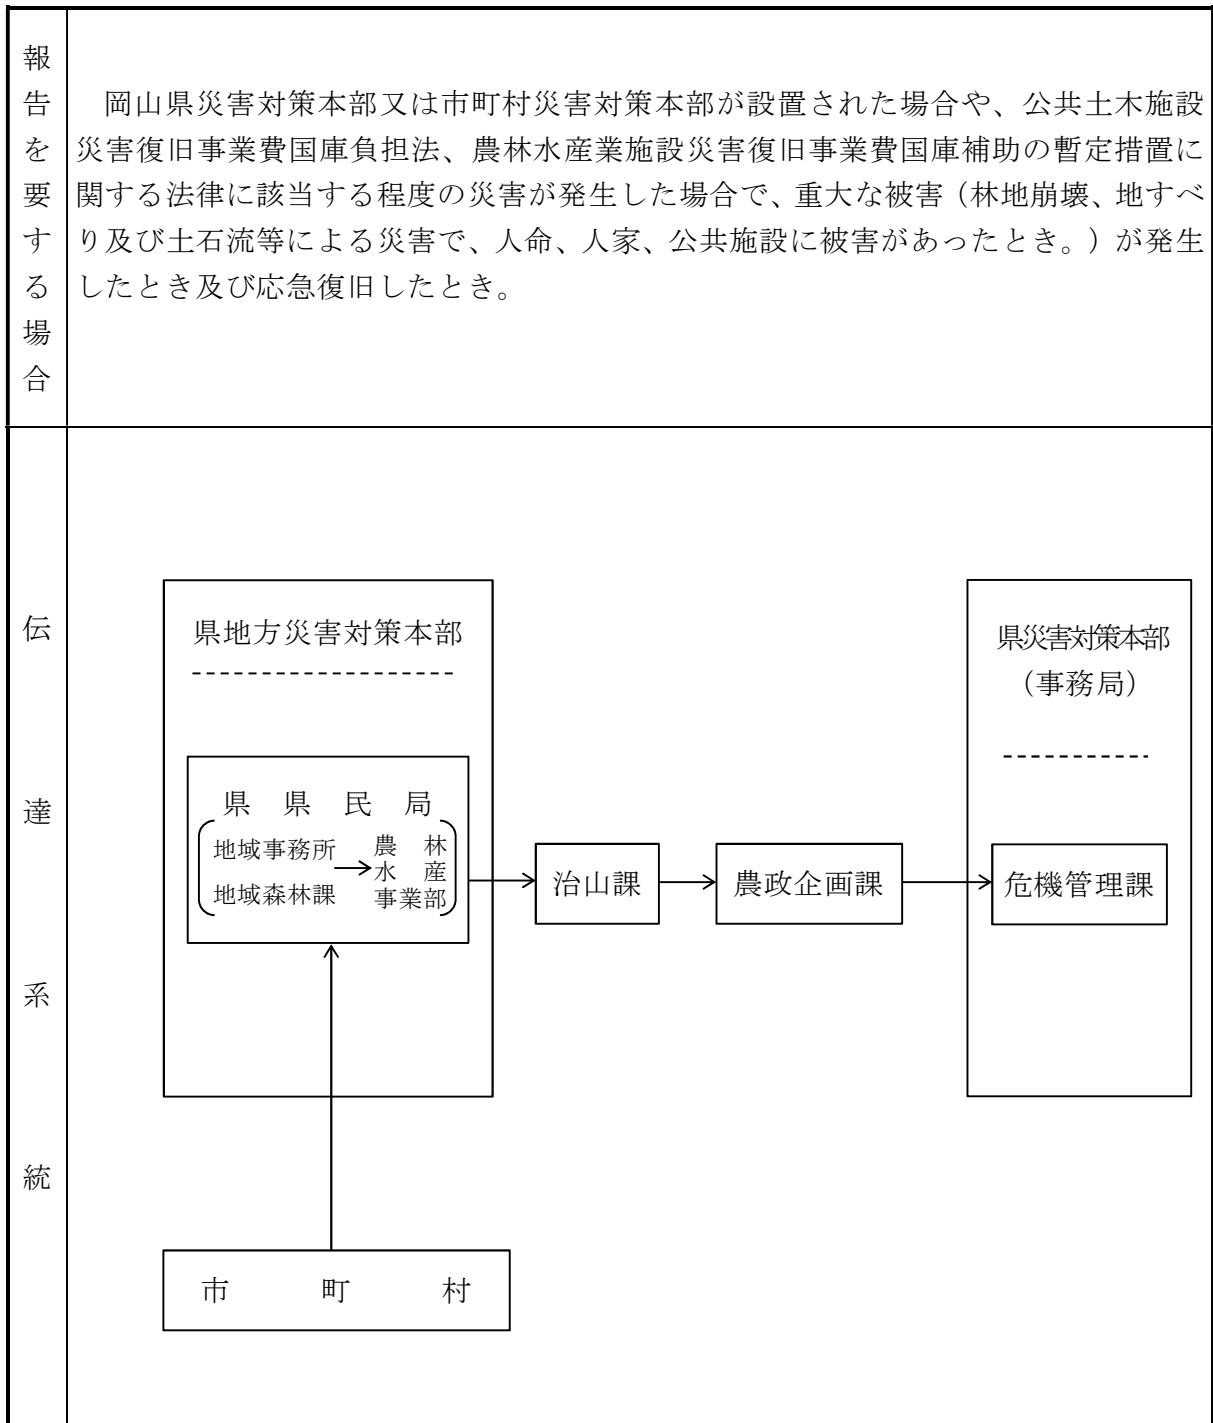 報告を要する場合
岡山県災害対策本部又は市町村災害対策本部が設置された場合や、公共土木施設
災害復旧事業費国庫負担法、農林水産業施設災害復旧事業費国庫補助の暫定措置に
関する法律に該当する程度の災害が発生した場合で、重大な被害（林地崩壊、地すべ
り及び土石流等による災害で、人命、人家、公共施設に被害があったとき。）が発生
したとき及び応急復旧したとき。
伝達系統
県地方災害対策本部
県県民局
地域事務所
地域森林課
農林
水産
事業部
治山課
農政企画課
県災害対策本部
（事務局）
危機管理課
市町村